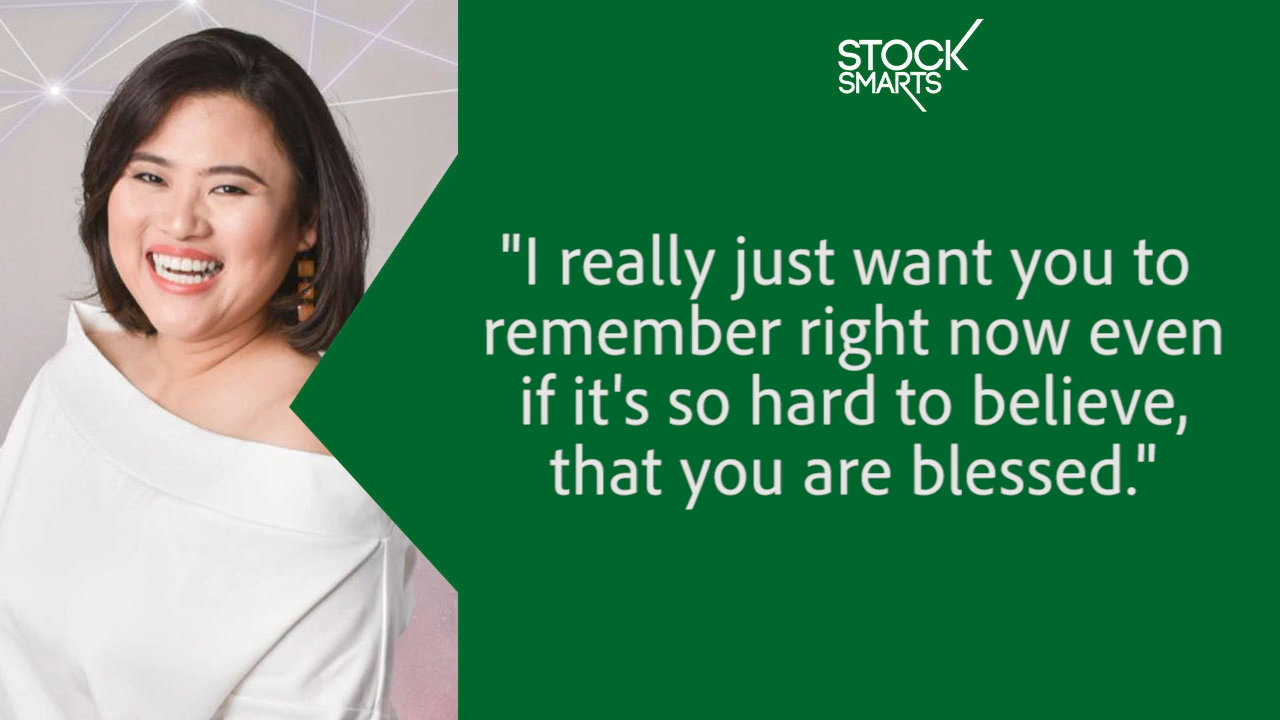 STOCK
SMARTS
"I really just want you to
remember right now even
if it's so hard to believe,
that you are blessed."